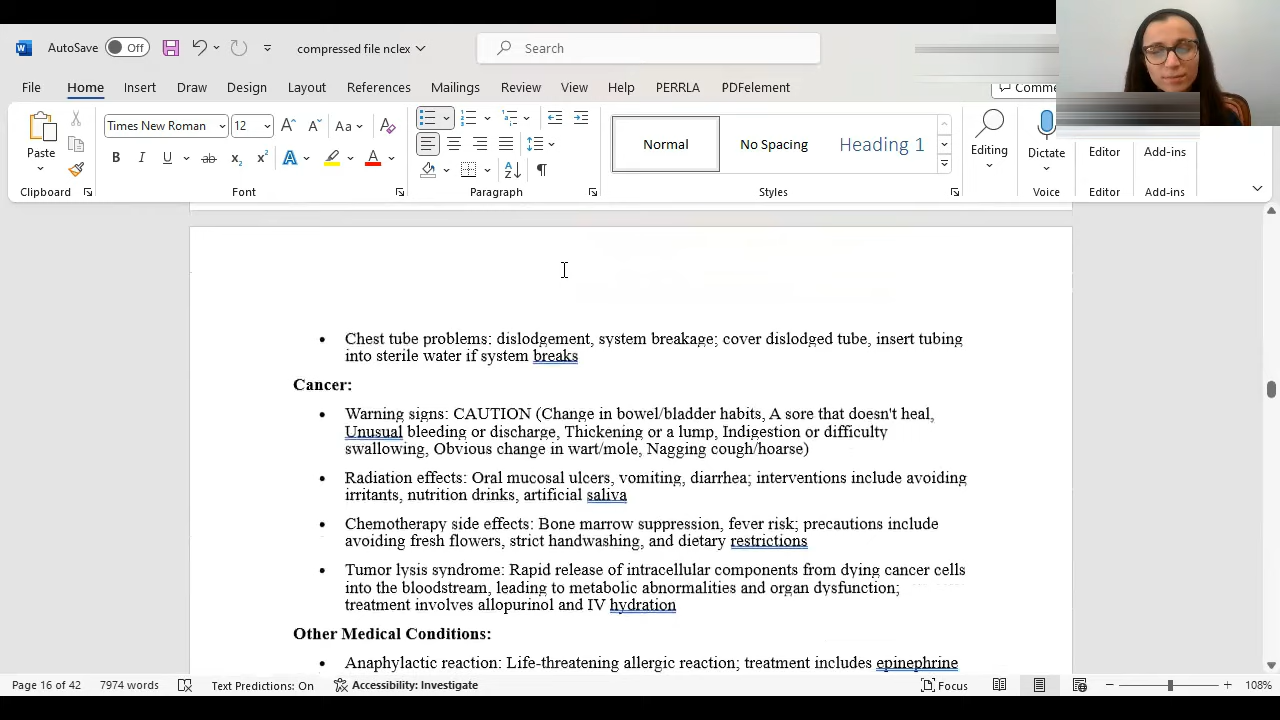 AutoSave Off compressed file nclex Search
File Home Insert Draw Design Layout References Mailings Review View Help PERRLA PDFelement
Times New Roman 12 Aa
Paste B I U ab x2 x2 A A Normal No Spacing Heading 1 Editing Dictate Editor Add-ins
Clipboard Font Paragraph Styles Voice Editor Add-ins
• Chest tube problems: dislodgement, system breakage; cover dislodged tube, insert tubing
into sterile water if system breaks
Cancer:
• Warning signs: CAUTION (Change in bowel/bladder habits, A sore that doesn't heal,
Unusual bleeding or discharge, Thickening or a lump, Indigestion or difficulty
swallowing, Obvious change in wart/mole, Nagging cough/hoarse)
• Radiation effects: Oral mucosal ulcers, vomiting, diarrhea; interventions include avoiding
irritants, nutrition drinks, artificial saliva
• Chemotherapy side effects: Bone marrow suppression, fever risk; precautions include
avoiding fresh flowers, strict handwashing, and dietary restrictions
• Tumor lysis syndrome: Rapid release of intracellular components from dying cancer cells
into the bloodstream, leading to metabolic abnormalities and organ dysfunction;
treatment involves allopurinol and IV hydration
Other Medical Conditions:
• Anaphylactic reaction: Life-threatening allergic reaction; treatment includes epinephrine
Page 16 of 42 7974 words Text Predictions: On Accessibility: Investigate Focus 108%